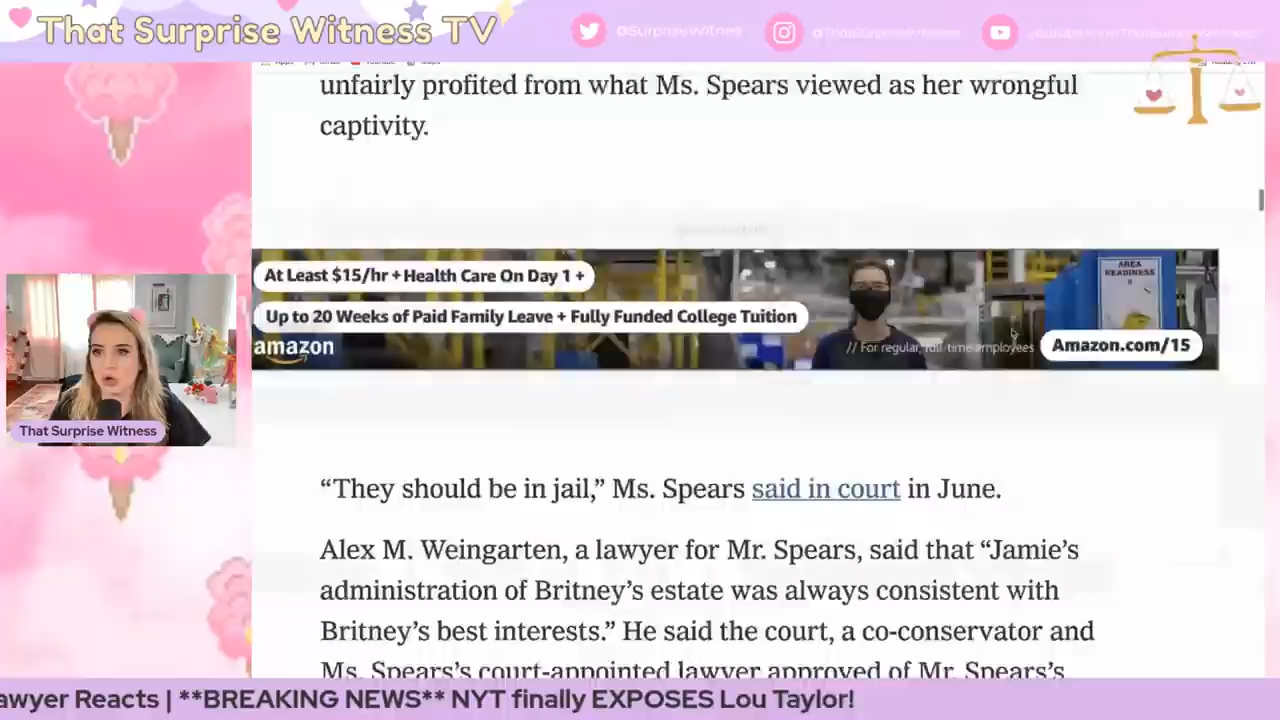 That Surprise Witness TV
@SurpriseWitnes
unfairly profited from what Ms. Spears viewed as her wrongful
captivity.
At Least $15/hr + Health Care On Day 1 +
Up to 20 Weeks of Paid Family Leave + Fully Funded College Tuition
amazon
// For regular, full-time employees
Amazon.com/15
AREA
READINESS
That Surprise Witness
“They should be in jail,” Ms. Spears said in court in June.
Alex M. Weingarten, a lawyer for Mr. Spears, said that “Jamie’s
administration of Britney’s estate was always consistent with
Britney’s best interests.” He said the court, a co-conservator and
Ms. Spears’s court-appointed lawyer approved of Mr. Spears’s
awyer Reacts | **BREAKING NEWS** NYT finally EXPOSES Lou Taylor!